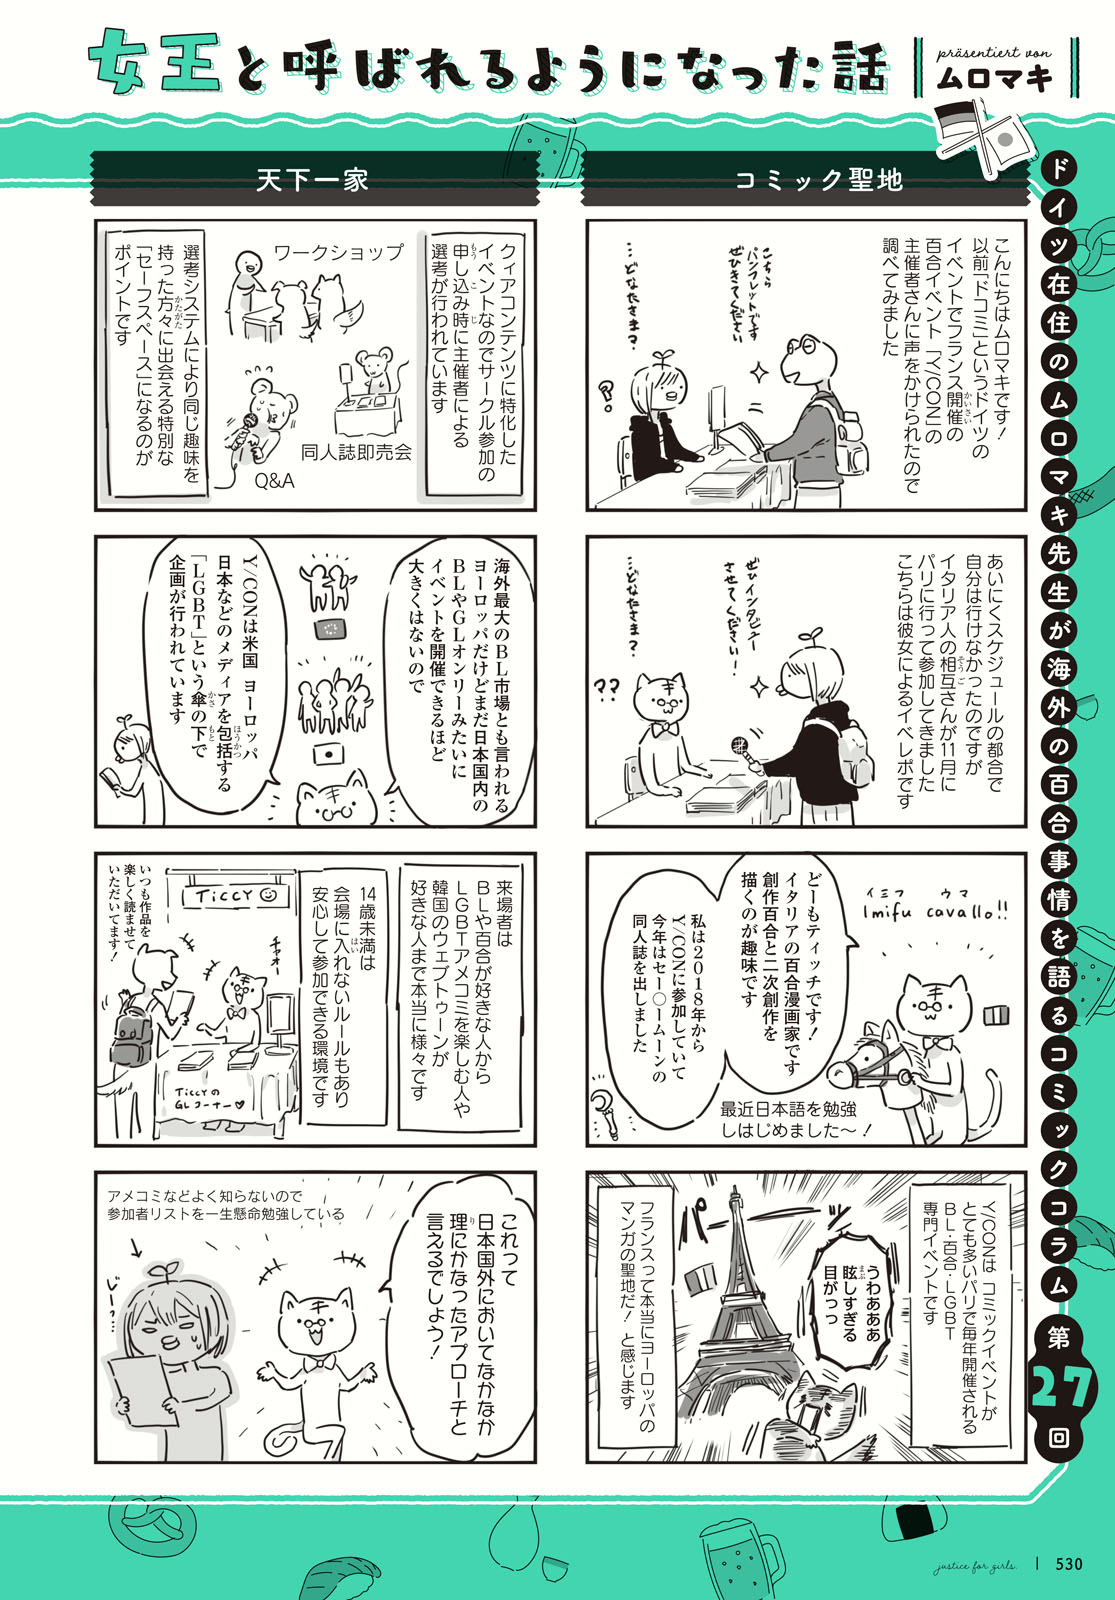 女王と呼ばれるようになった話
präsentiert von
ムロマキ
ドイツ在住のムロマキ先生が海外の百合事情を語るコミックコラム 第27回
コミック聖地
こんにちはムロマキです！
以前「ドコミ」というドイツの
イベントでフランス開催の
かいさい
百合イベント「Y/CON」の
主催者さんに声をかけられたので
調べてみました
こちら
パンフレットです
ぜひきてください
…どなたさま？
？。
あいにくスケジュールの都合で
自分は行けなかったのですが
イタリア人の相互さんが11月に
そうご
パリに行って参加してきました
こちらは彼女によるイベレポです
ぜひインタビュー
させてください！
…どなたさま？
??
イミフ ウマ
Imifu cavallo!!
どーもティッチです！
イタリアの百合漫画家です
創作百合と二次創作を
描くのが趣味です
私は2018年から
Y/CONに参加していて
今年はセー〇ームーンの
同人誌を出しました
最近日本語を勉強
しはじめました〜！
Y/CONは コミックイベントが
とても多いパリで毎年開催される
BL・百合・LGBT
専門イベントです
パーーッ
うわあああ
眩しすぎる
まぶ
目がっっ
フランスって本当にヨーロッパの
マンガの聖地だ！ と感じます
天下一家
クィアコンテンツに特化した
イベントなのでサークル参加の
申し込み時に主催者による
もう こ じ
選考が行われています
ワークショップ
同人誌即売会
Q&A
選考システムにより同じ趣味を
持った方々に出会える特別な
かたがた
「セーフスペース」になるのが
ポイントです
海外最大のBL市場とも言われる
ヨーロッパだけどまだ日本国内の
BLやGLオンリーみたいに
イベントを開催できるほど
大きくはないので
Y/CONは米国 ヨーロッパ
日本などのメディアを包括する
ほうかつ
「LGBT」という傘の下で
かさ もと
企画が行われています
来場者は
BLや百合が好きな人から
LGBTアメコミを楽しむ人や
韓国のウェブトゥーンが
好きな人まで本当に様々です
14歳未満は
会場に入れないルールもあり
はい
安心して参加できる環境です
TiCCY
チャオー
いつも作品を
楽しく読ませて
いただいてます！
TiCCYの
GLコーナー♡
これって
日本国外においてなかなか
理にかなったアプローチと
り
言えるでしょう！
アメコミなどよく知らないので
参加者リストを一生懸命勉強している
じー…?…
justice for girls.
530